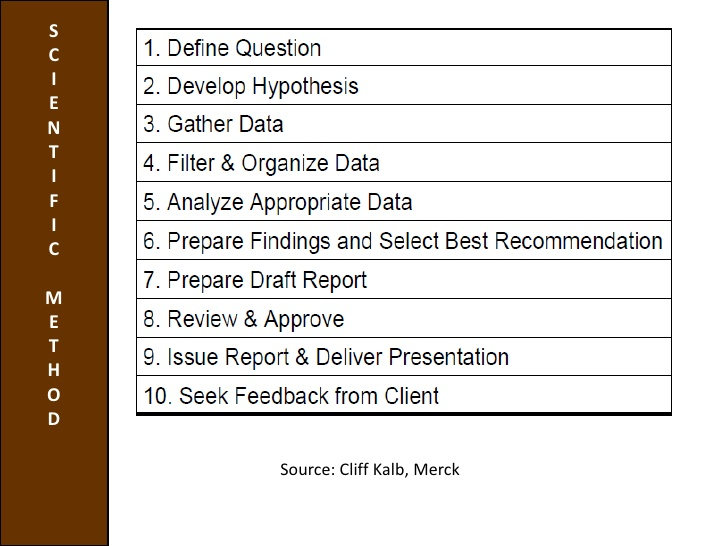 SCIENTIFIC METHOD
1. Define Question
2. Develop Hypothesis
3. Gather Data
4. Filter & Organize Data
5. Analyze Appropriate Data
6. Prepare Findings and Select Best Recommendation
7. Prepare Draft Report
8. Review & Approve
9. Issue Report & Deliver Presentation
10. Seek Feedback from Client
Source: Cliff Kalb, Merck